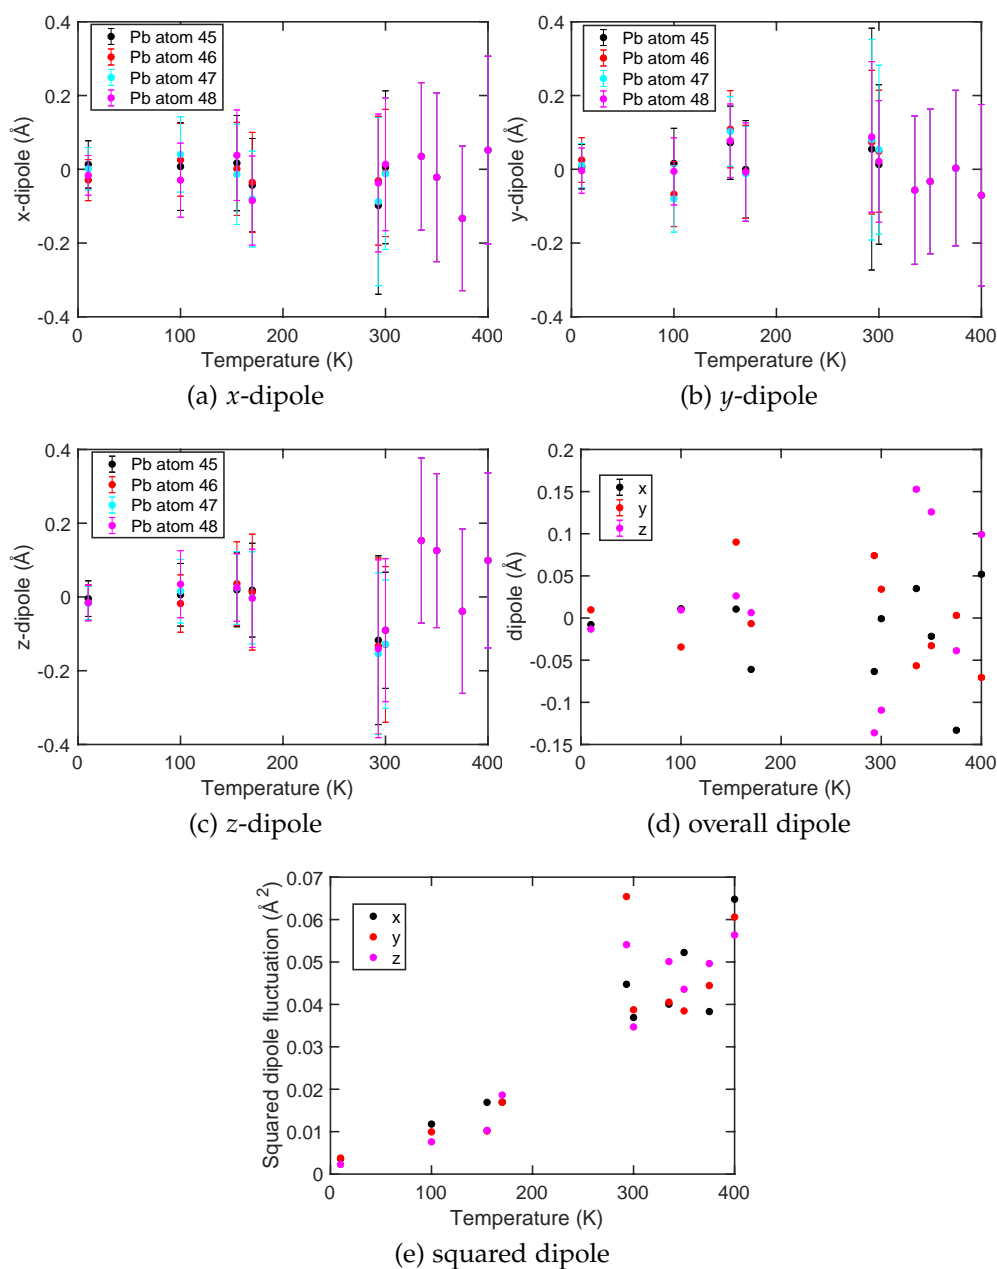 0.4
0.2
0
-0.2
-0.4
x-dipole (Å)
Pb atom 45
Pb atom 46
Pb atom 47
Pb atom 48
0 100 200 300 400
Temperature (K)
(a) x-dipole
0.4
0.2
0
-0.2
-0.4
y-dipole (Å)
Pb atom 45
Pb atom 46
Pb atom 47
Pb atom 48
0 100 200 300 400
Temperature (K)
(b) y-dipole
0.4
0.2
0
-0.2
-0.4
z-dipole (Å)
Pb atom 45
Pb atom 46
Pb atom 47
Pb atom 48
0 100 200 300 400
Temperature (K)
(c) z-dipole
0.2
0.15
0.1
0.05
0
-0.05
-0.1
-0.15
dipole (Å)
x
y
z
0 100 200 300 400
Temperature (K)
(d) overall dipole
0.07
0.06
0.05
0.04
0.03
0.02
0.01
0
Squared dipole fluctuation (Å²)
x
y
z
0 100 200 300 400
Temperature (K)
(e) squared dipole